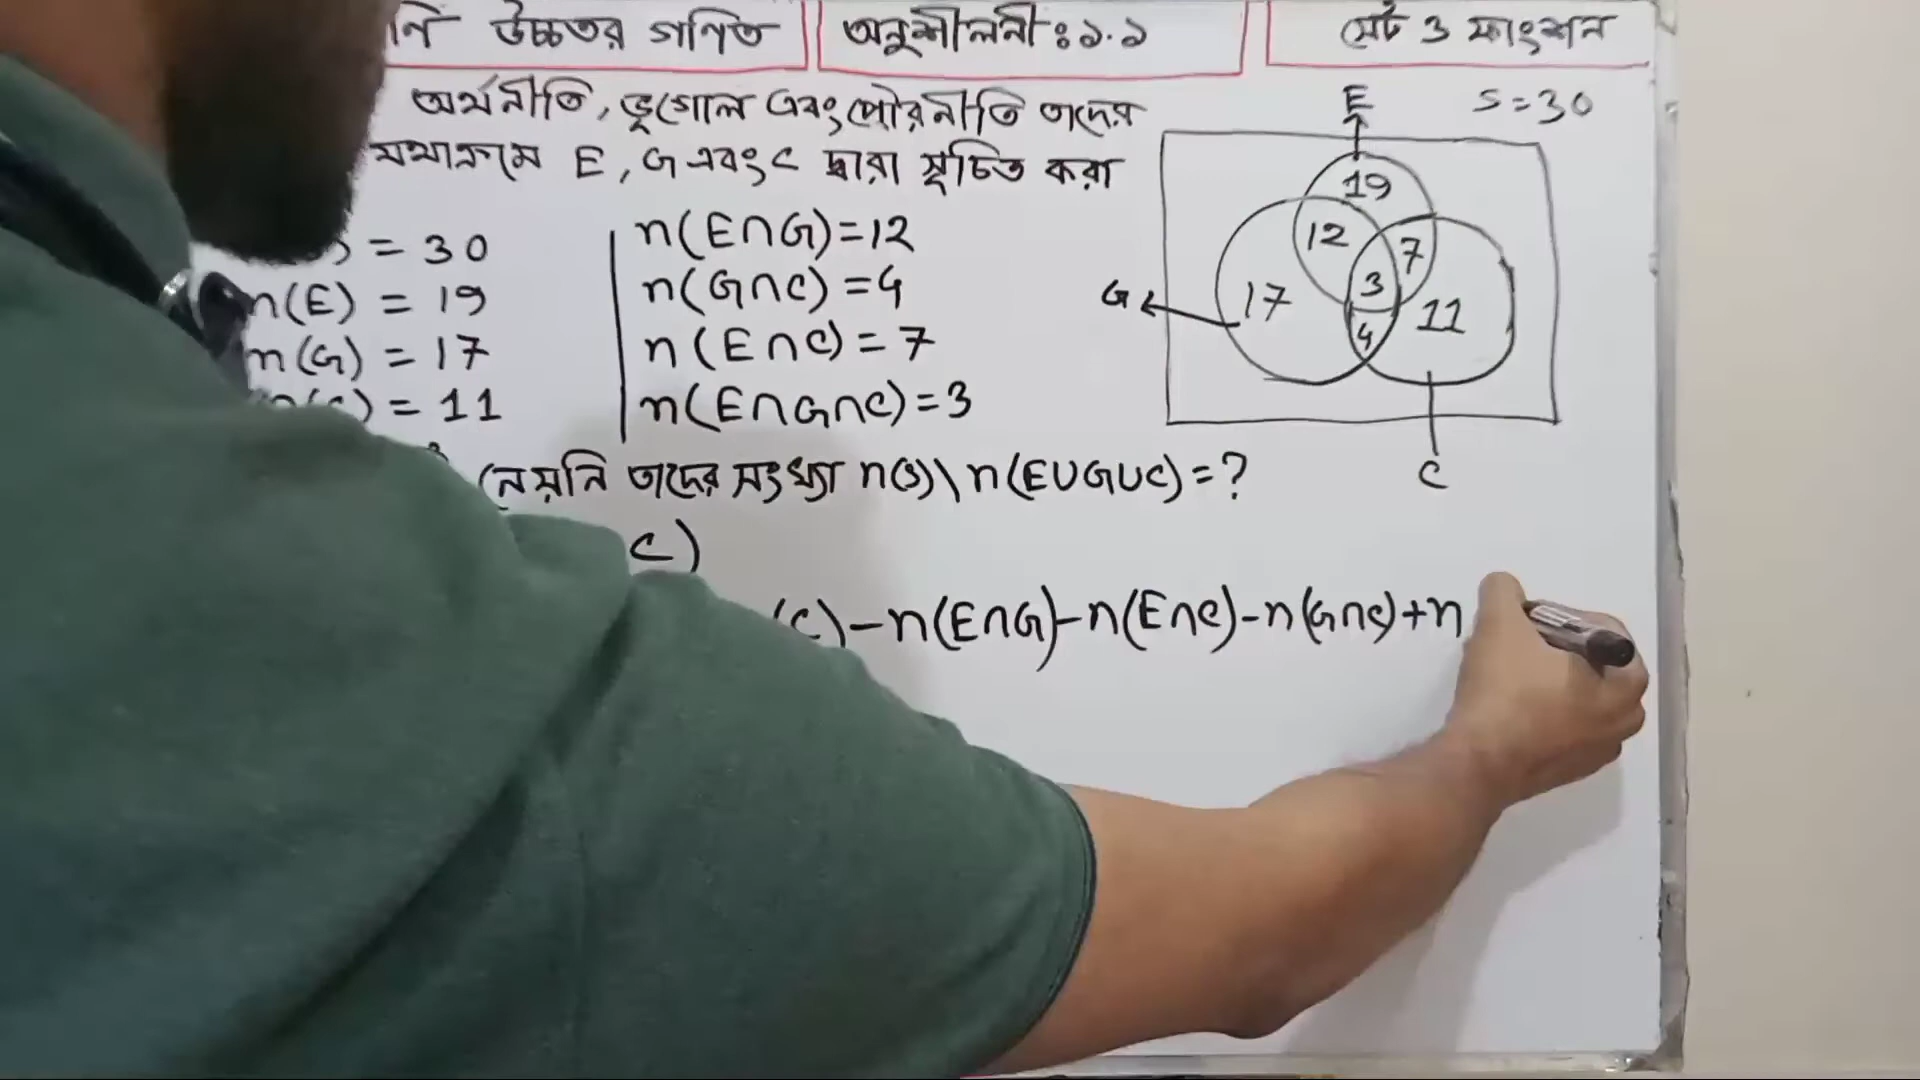 উচ্চতর গণিত
অনুশীলনী : ১.১
সেট ও ফাংশন
অর্থনীতি, ভূগোল এবং পৌরনীতি তাদের
যথাক্রমে E, G এবং C দ্বারা সূচিত করা
= 30
n(E) = 19
n(G) = 17
= 11
n(E∩G)=12
n(G∩C)=4
n(E∩C)=7
n(E∩G∩C)=3
E
S=30
19
12
7
3
G
17
11
4
C
নেয়নি তাদের সংখ্যা n(S)\n(E∪G∪C)=?
C)
(C)-n(E∩G)-n(E∩C)-n(G∩C)+n